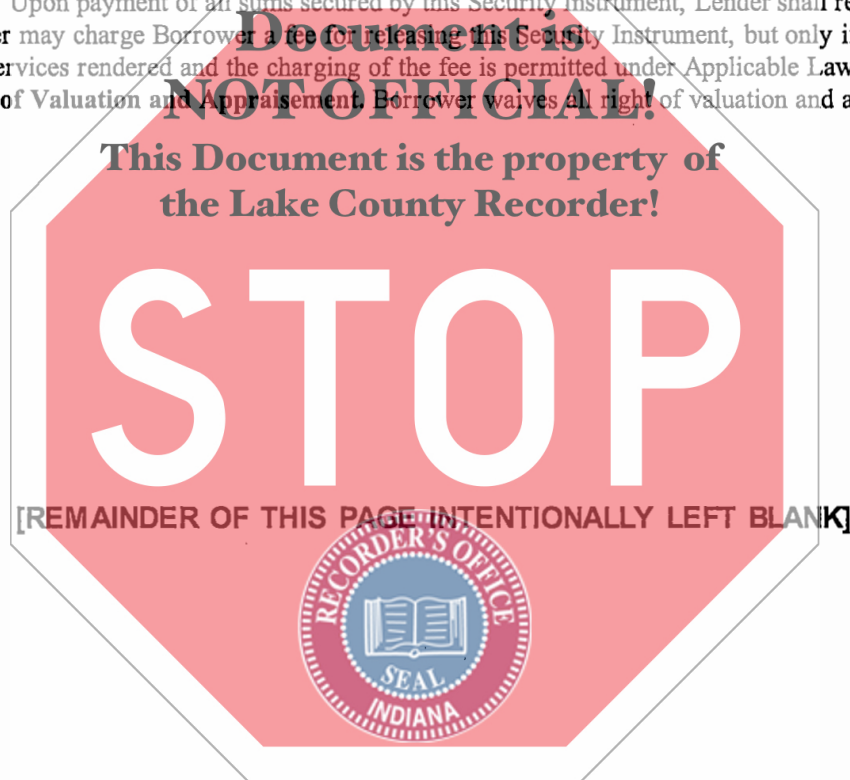 Upon payment of all sums secured by this Security Instrument, Lender shall re
Document is
er may charge Borrower a fee for releasing this Security Instrument, but only i
ervices rendered and the charging of the fee is permitted under Applicable Law
NOT OFFICIAL!
of Valuation and Appraisement. Borrower waives all right of valuation and a
This Document is the property of
the Lake County Recorder!
STOP
[REMAINDER OF THIS PAGE INTENTIONALLY LEFT BLANK]
RECORDER'S OFFICE
SEAL
INDIANA